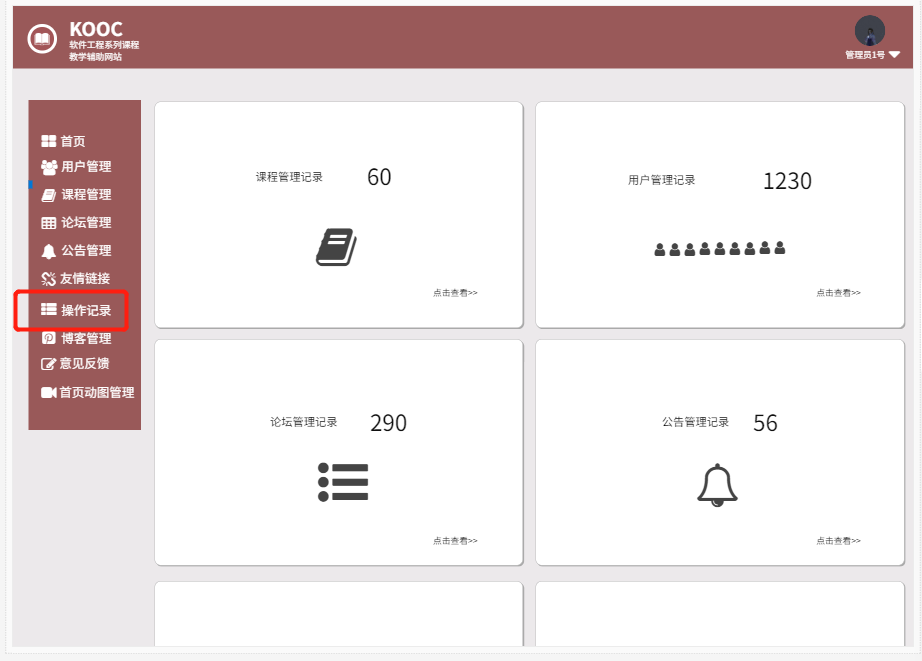 KOOC
软件工程系列课程
教学辅助网站
管理员1号
首页
用户管理
课程管理
论坛管理
公告管理
友情链接
操作记录
博客管理
意见反馈
首页动图管理
课程管理记录 60
点击查看>>
用户管理记录 1230
点击查看>>
论坛管理记录 290
点击查看>>
公告管理记录 56
点击查看>>